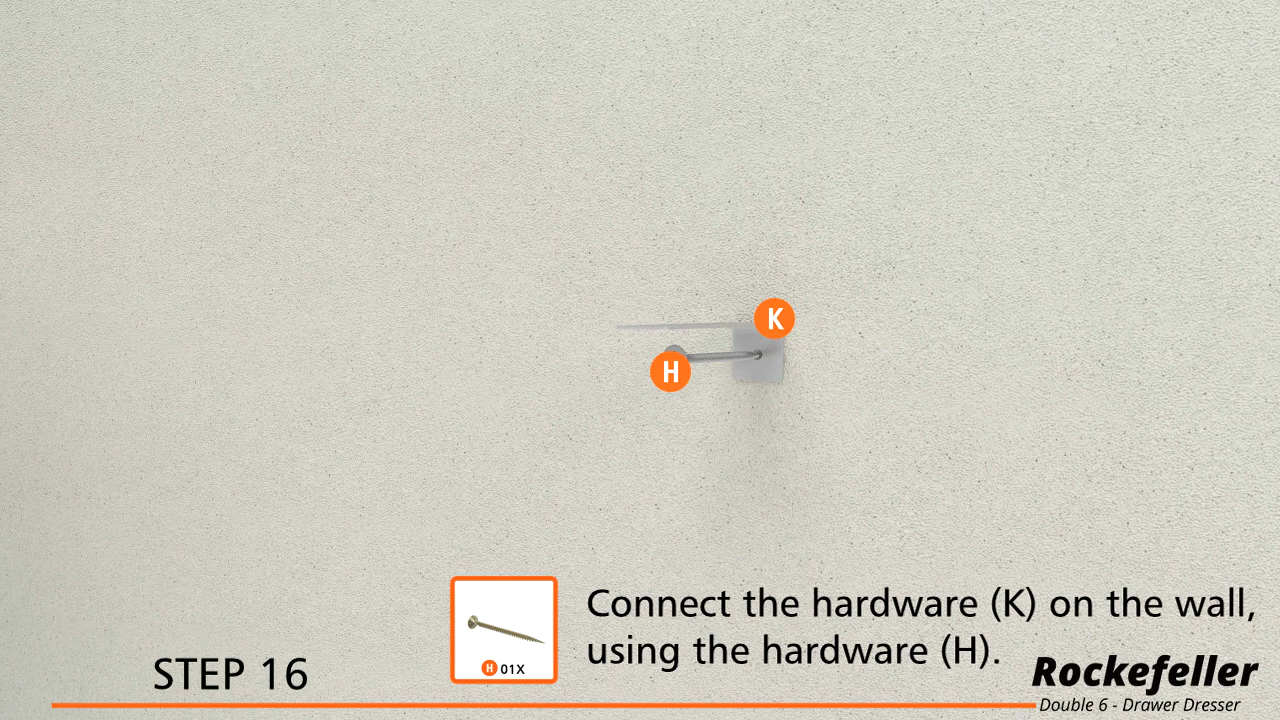 K
H
Connect the hardware (K) on the wall,
using the hardware (H).
H 01X
STEP 16
Rockefeller
Double 6 - Drawer Dresser